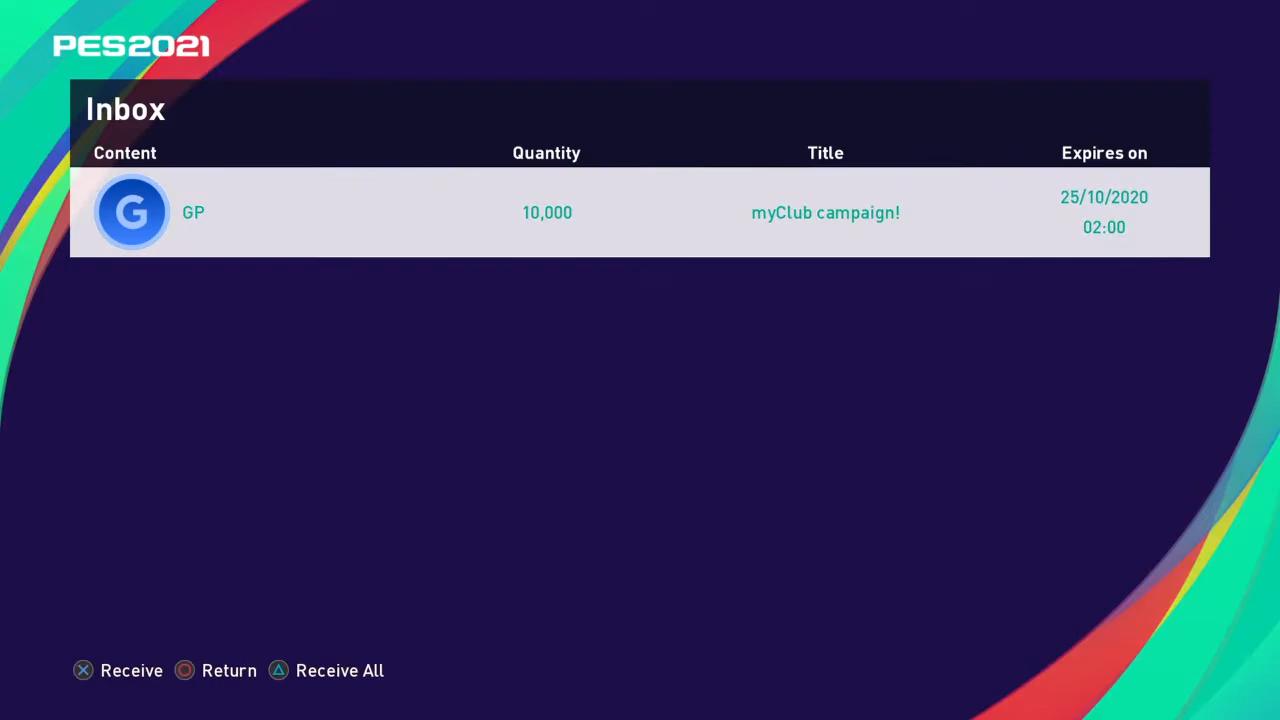 PES2021
Inbox
Content Quantity Title Expires on
G GP 10,000 myClub campaign! 25/10/2020
02:00
Receive Return Receive All